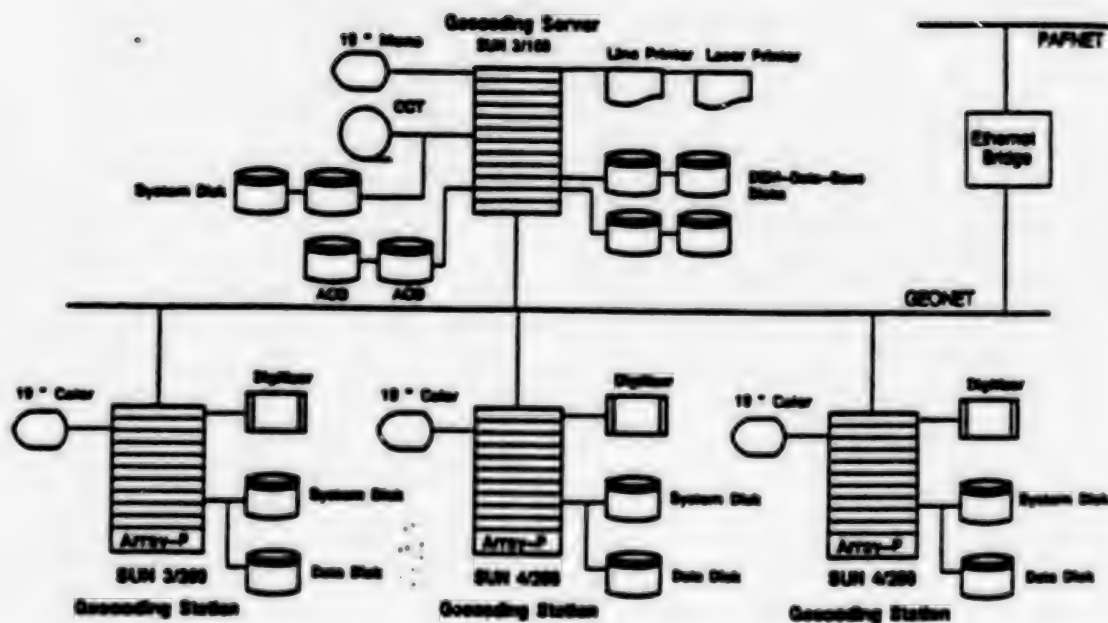 Geocoding Server
SUN 3/160
19 " Mono
Line Printer
Laser Printer
PAFNET
CCT
Ethernet
Bridge
System Disk
DEM-Data-Base
Disks
GEONET
19 " Color
Digitizer
System Disk
Array-P
Data Disk
SUN 3/260
Geocoding Station
19 " Color
Digitizer
System Disk
Array-P
Data Disk
SUN 4/260
Geocoding Station
19 " Color
Digitizer
System Disk
Array-P
Data Disk
SUN 4/260
Geocoding Station